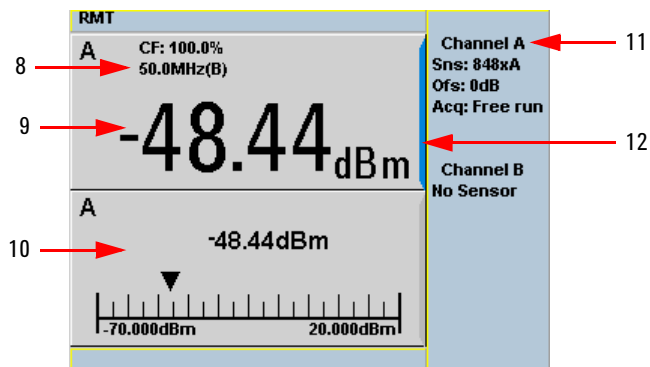 RMT
A
CF: 100.0%
50.0MHz(B)
-48.44dBm
A
-48.44dBm
-70.000dBm
20.000dBm
Channel A
Sns: 848xA
Ofs: 0dB
Acq: Free run
Channel B
No Sensor
8
9
10
11
12